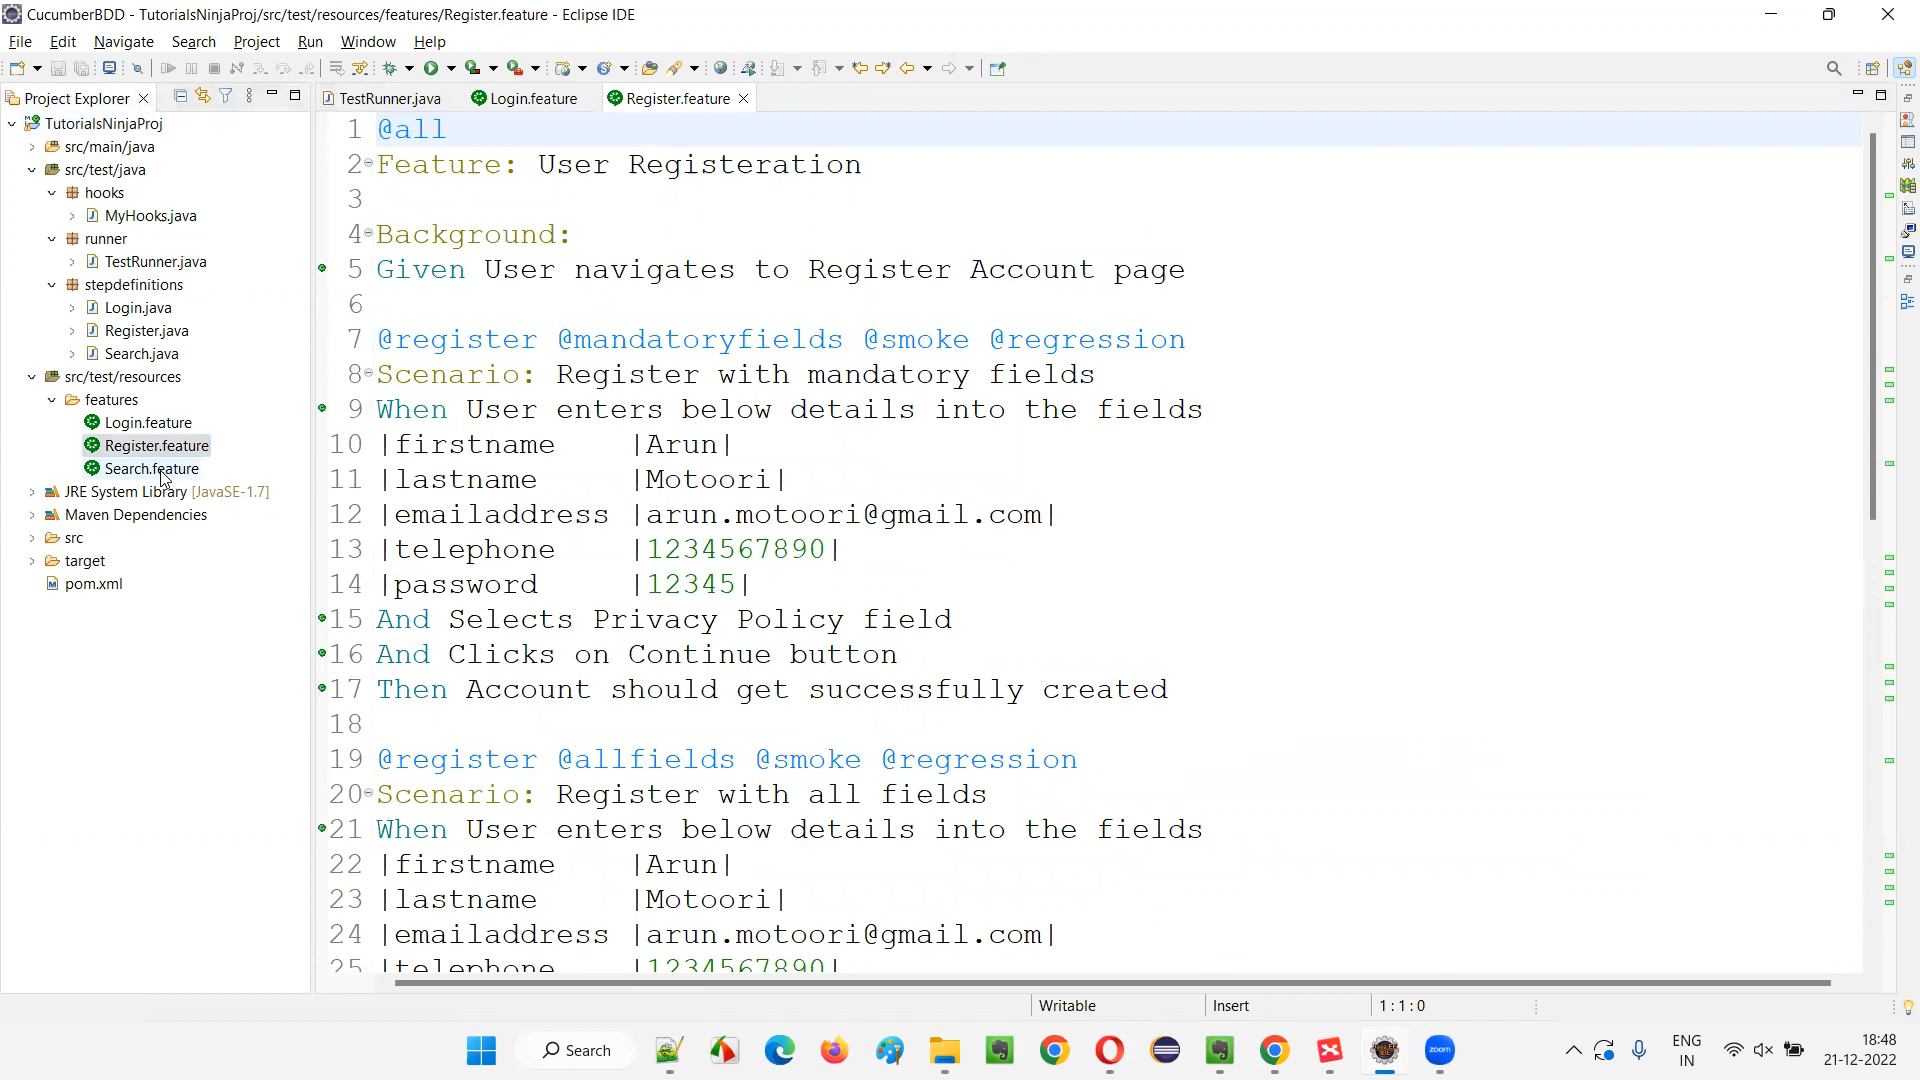 CucumberBDD - TutorialsNinjaProj/src/test/resources/features/Register.feature - Eclipse IDE
File Edit Navigate Search Project Run Window Help
Project Explorer
TutorialsNinjaProj
src/main/java
src/test/java
hooks
MyHooks.java
runner
TestRunner.java
stepdefinitions
Login.java
Register.java
Search.java
src/test/resources
features
Login.feature
Register.feature
Search.feature
JRE System Library [JavaSE-1.7]
Maven Dependencies
src
target
pom.xml
TestRunner.java Login.feature Register.feature
1 @all
2 Feature: User Registeration
3
4 Background:
5 Given User navigates to Register Account page
6
7 @register @mandatoryfields @smoke @regression
8 Scenario: Register with mandatory fields
9 When User enters below details into the fields
10 |firstname |Arun|
11 |lastname |Motoori|
12 |emailaddress |arun.motoori@gmail.com|
13 |telephone |1234567890|
14 |password |12345|
15 And Selects Privacy Policy field
16 And Clicks on Continue button
17 Then Account should get successfully created
18
19 @register @allfields @smoke @regression
20 Scenario: Register with all fields
21 When User enters below details into the fields
22 |firstname |Arun|
23 |lastname |Motoori|
24 |emailaddress |arun.motoori@gmail.com|
25 |telephone |1234567890|
Writable Insert 1 : 1 : 0
Search
zoom
ENG
IN
18:48
21-12-2022